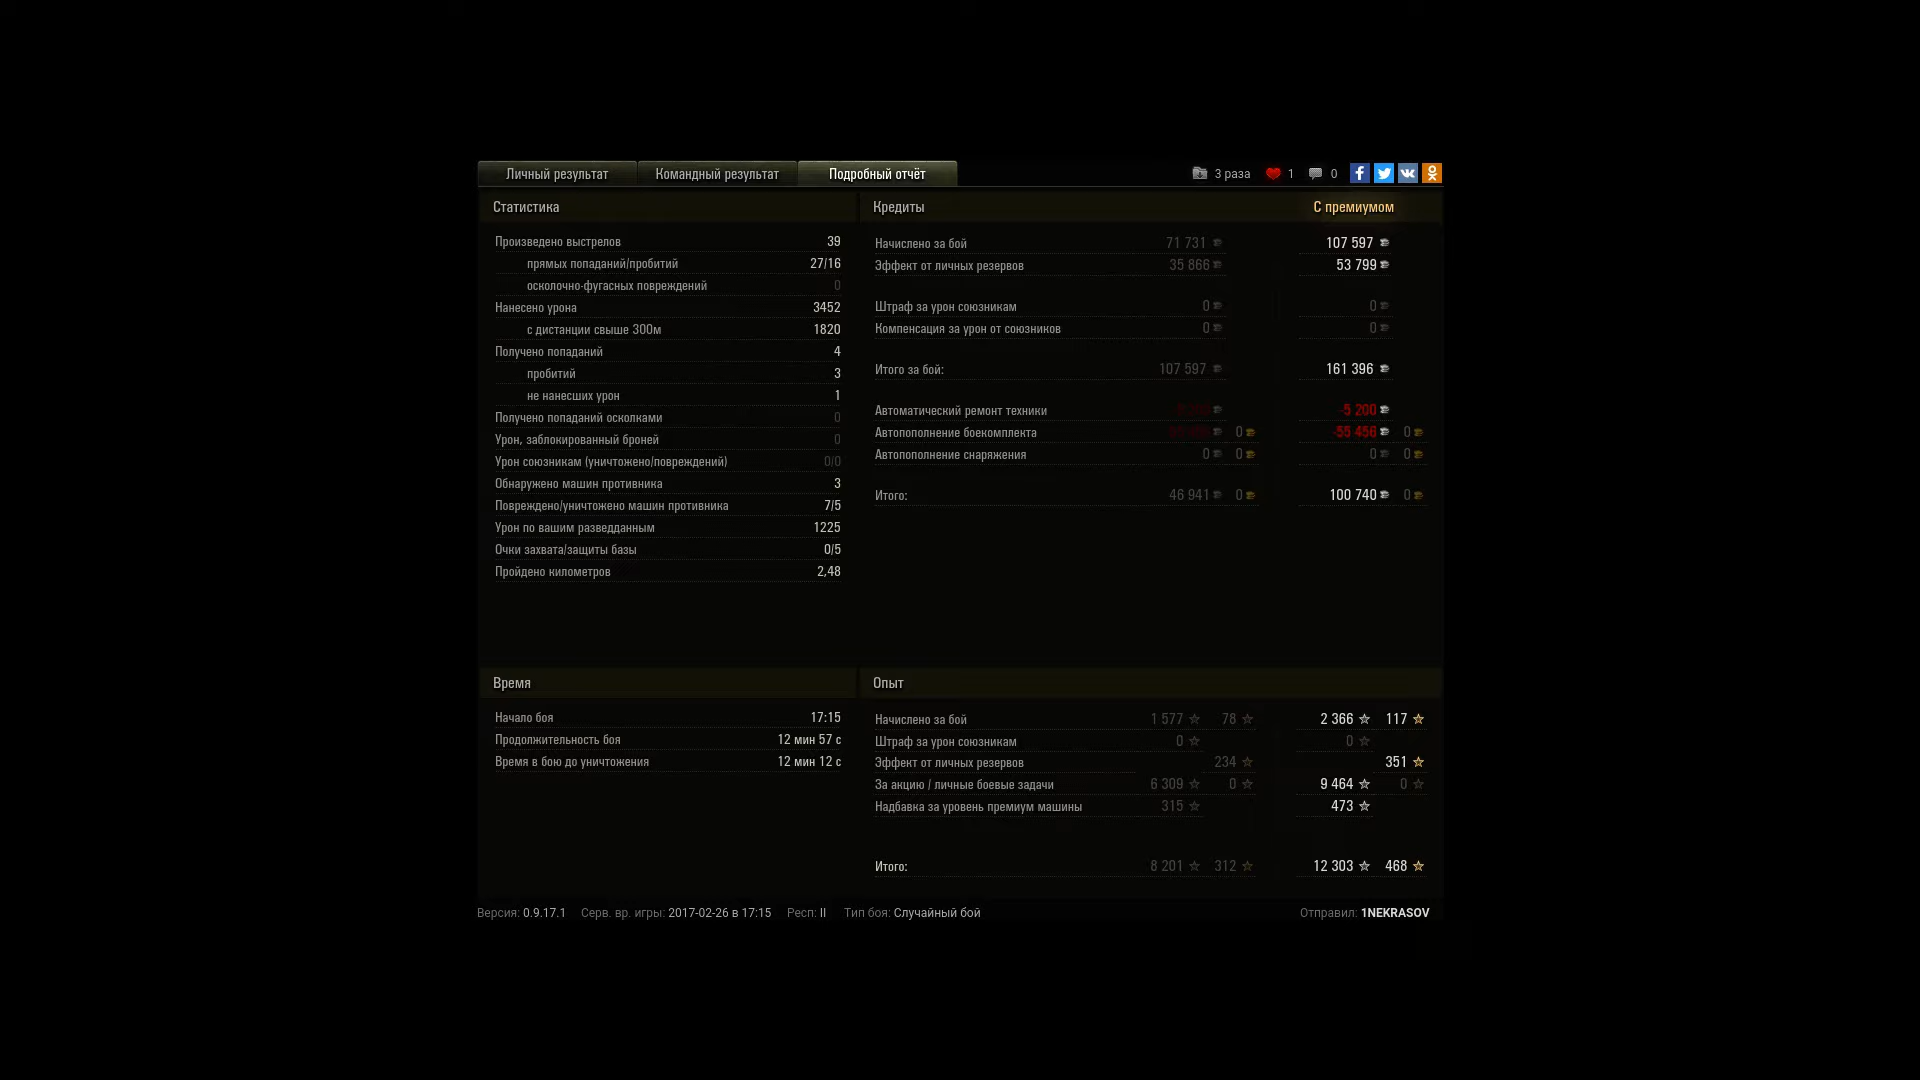 Личный результат Командный результат Подробный отчёт 3 раза 1 0
Статистика
Произведено выстрелов 39
прямых попаданий/пробитий 27/16
осколочно-фугасных повреждений 0
Нанесено урона 3452
с дистанции свыше 300м 1820
Получено попаданий 4
пробитий 3
не нанесших урон 1
Получено попаданий осколками 0
Урон, заблокированный броней 0
Урон союзникам (уничтожено/повреждений) 0/0
Обнаружено машин противника 3
Повреждено/уничтожено машин противника 7/5
Урон по вашим разведданным 1225
Очки захвата/защиты базы 0/5
Пройдено километров 2,48
Кредиты С премиумом
Начислено за бой 71 731 107 597
Эффект от личных резервов 35 866 53 799
Штраф за урон союзникам 0 0
Компенсация за урон от союзников 0 0
Итого за бой: 107 597 161 396
Автоматический ремонт техники -5 200
Автопополнение боекомплекта 0 -55 456 0
Автопополнение снаряжения 0 0 0 0
Итого: 46 941 0 100 740 0
Время
Начало боя 17:15
Продолжительность боя 12 мин 57 с
Время в бою до уничтожения 12 мин 12 с
Опыт
Начислено за бой 1 577 78 2 366 117
Штраф за урон союзникам 0 0
Эффект от личных резервов 234 351
За акцию / личные боевые задачи 6 309 0 9 464 0
Надбавка за уровень премиум машины 315 473
Итого: 8 201 312 12 303 468
Версия: 0.9.17.1 Серв. вр. игры: 2017-02-26 в 17:15 Респ: II Тип боя: Случайный бой Отправил: 1NEKRASOV